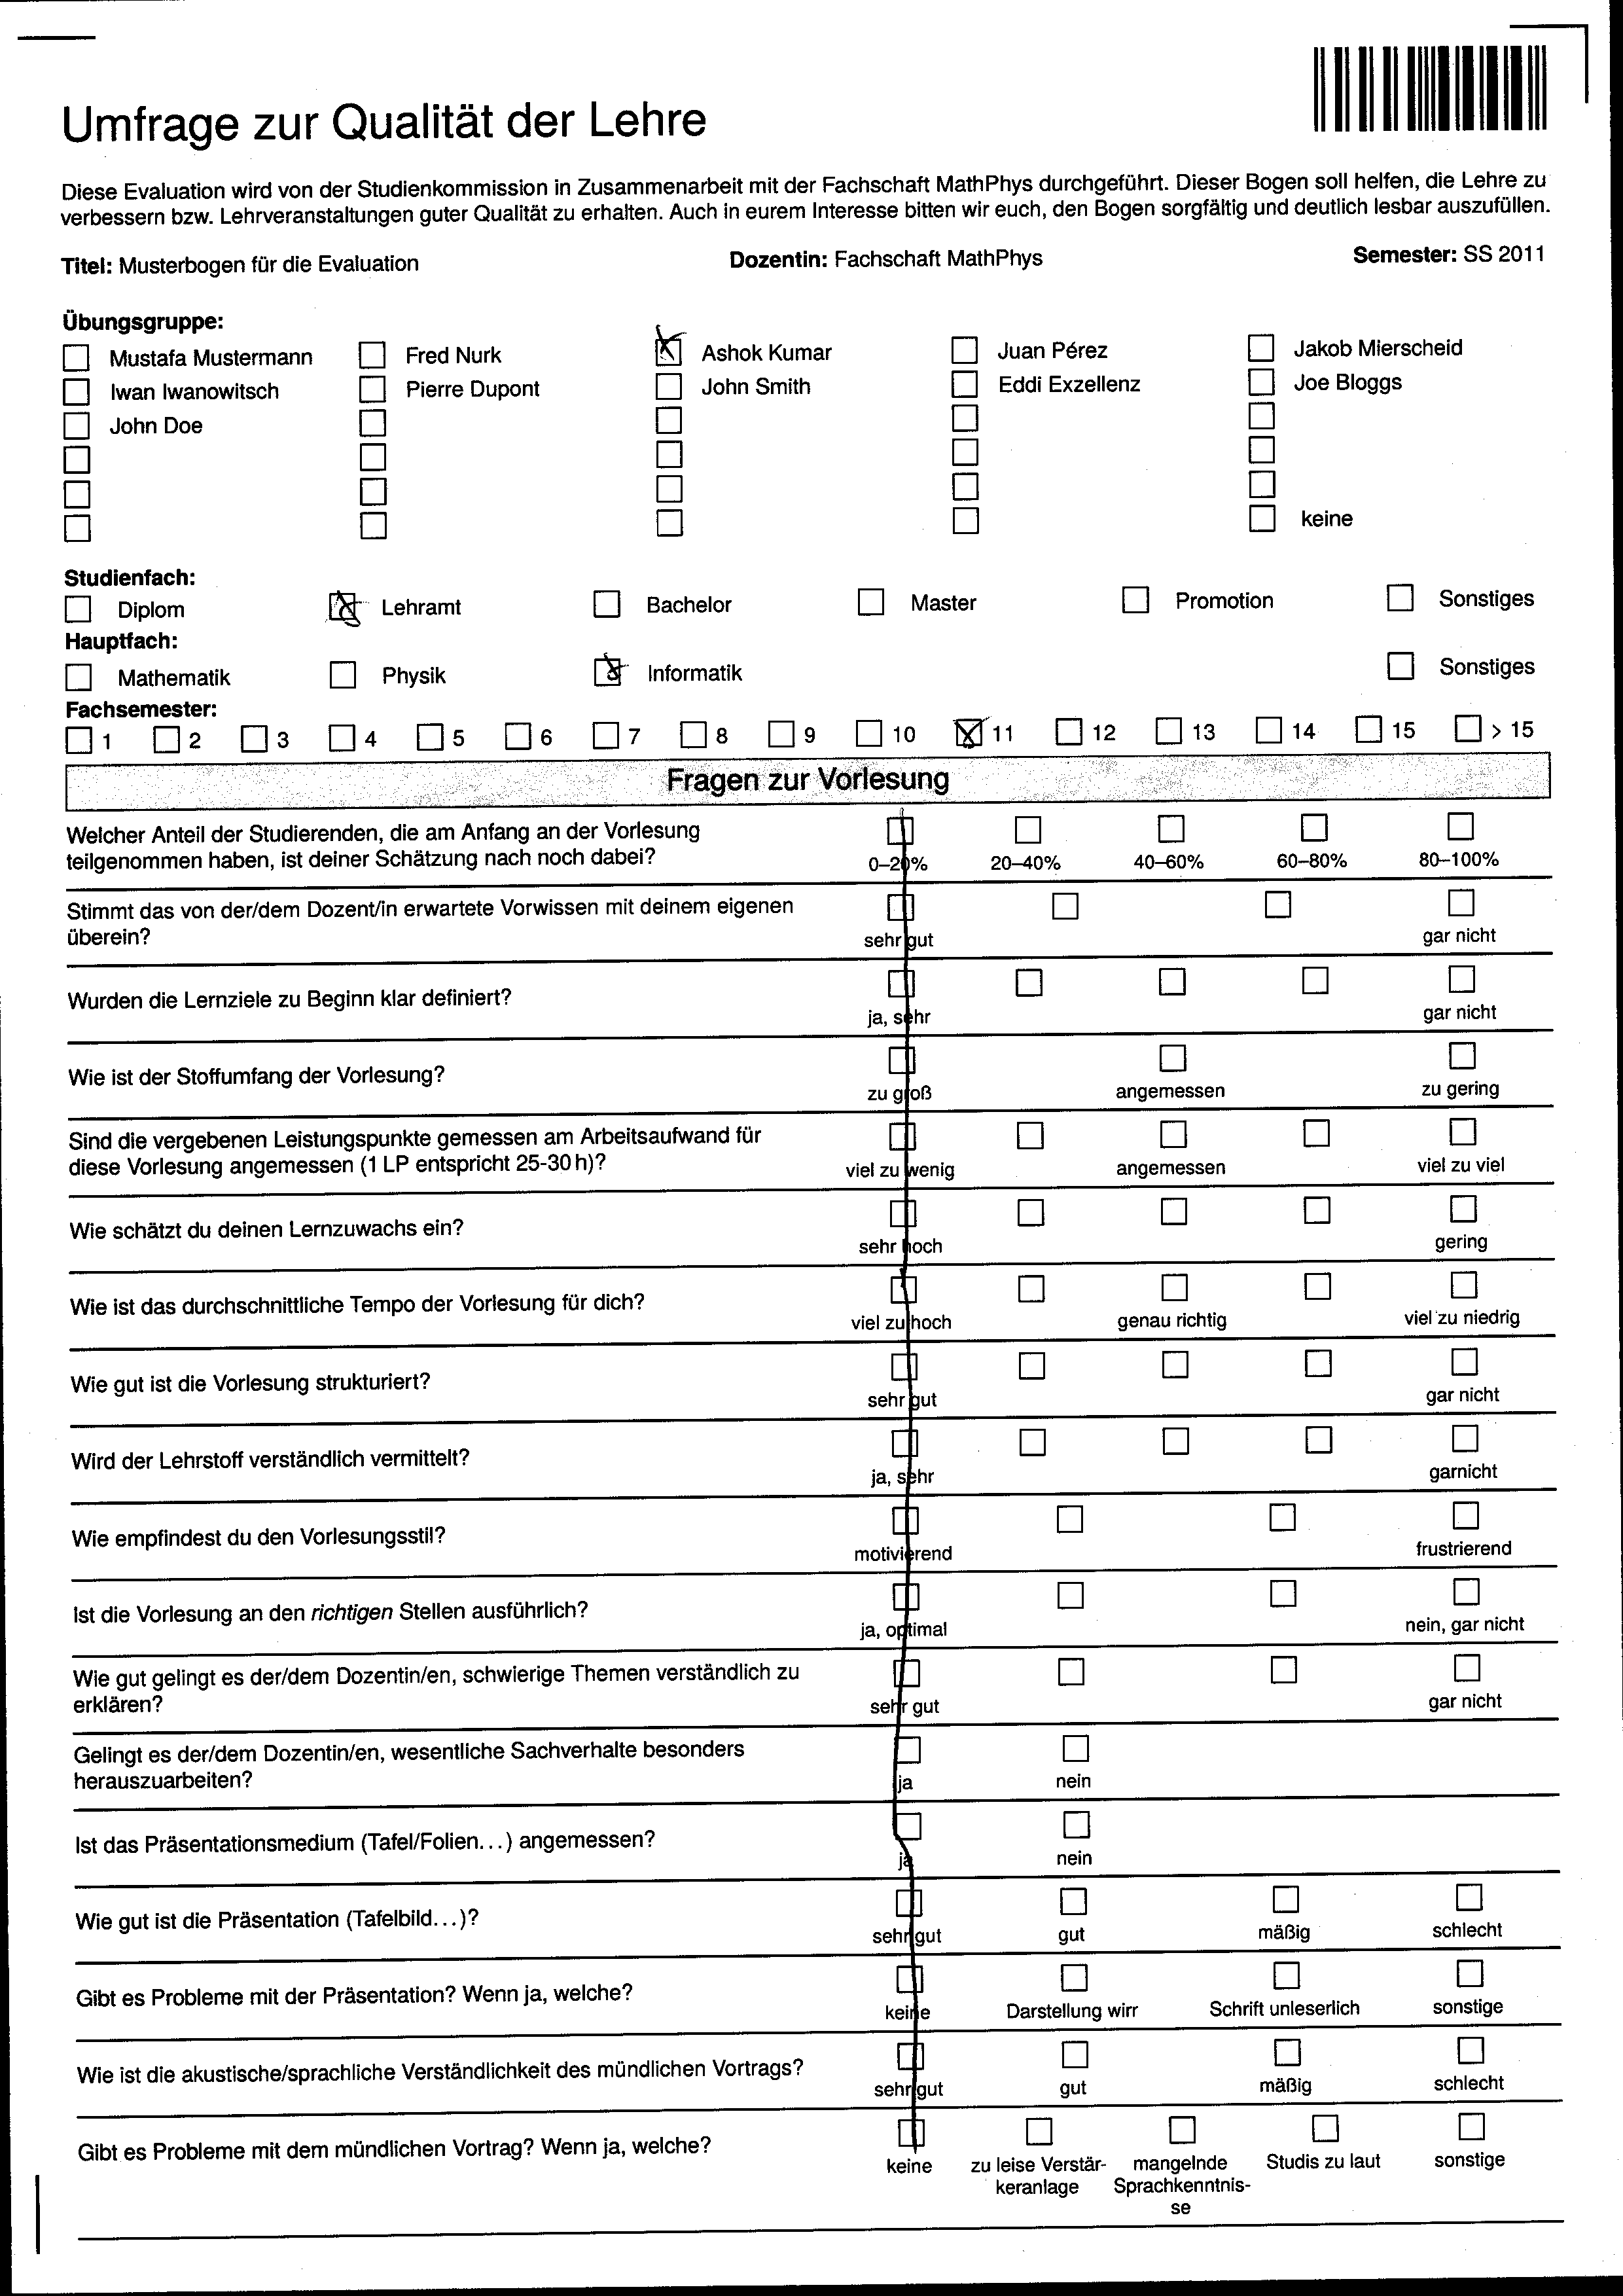 Umfrage zur Qualität der Lehre
Diese Evaluation wird von der Studienkommission in Zusammenarbeit mit der Fachschaft MathPhys durchgeführt. Dieser Bogen soll helfen, die Lehre zu
verbessern bzw. Lehrveranstaltungen guter Qualität zu erhalten. Auch in eurem Interesse bitten wir euch, den Bogen sorgfältig und deutlich lesbar auszufüllen.
Titel: Musterbogen für die Evaluation Dozentin: Fachschaft MathPhys Semester: SS 2011
Übungsgruppe:
Mustafa Mustermann Fred Nurk Ashok Kumar Juan Pérez Jakob Mierscheid
Iwan Iwanowitsch Pierre Dupont John Smith Eddi Exzellenz Joe Bloggs
John Doe
keine
Studienfach:
Diplom Lehramt Bachelor Master Promotion Sonstiges
Hauptfach:
Mathematik Physik Informatik Sonstiges
Fachsemester:
1 2 3 4 5 6 7 8 9 10 11 12 13 14 15 > 15
Fragen zur Vorlesung
Welcher Anteil der Studierenden, die am Anfang an der Vorlesung
teilgenommen haben, ist deiner Schätzung nach noch dabei?
0–20% 20–40% 40–60% 60–80% 80–100%
Stimmt das von der/dem Dozent/in erwartete Vorwissen mit deinem eigenen
überein?
sehr gut gar nicht
Wurden die Lernziele zu Beginn klar definiert?
ja, sehr gar nicht
Wie ist der Stoffumfang der Vorlesung?
zu groß angemessen zu gering
Sind die vergebenen Leistungspunkte gemessen am Arbeitsaufwand für
diese Vorlesung angemessen (1 LP entspricht 25-30 h)?
viel zu wenig angemessen viel zu viel
Wie schätzt du deinen Lernzuwachs ein?
sehr hoch gering
Wie ist das durchschnittliche Tempo der Vorlesung für dich?
viel zu hoch genau richtig viel zu niedrig
Wie gut ist die Vorlesung strukturiert?
sehr gut gar nicht
Wird der Lehrstoff verständlich vermittelt?
ja, sehr garnicht
Wie empfindest du den Vorlesungsstil?
motivierend frustrierend
Ist die Vorlesung an den richtigen Stellen ausführlich?
ja, optimal nein, gar nicht
Wie gut gelingt es der/dem Dozentin/en, schwierige Themen verständlich zu
erklären?
sehr gut gar nicht
Gelingt es der/dem Dozentin/en, wesentliche Sachverhalte besonders
herauszuarbeiten?
ja nein
Ist das Präsentationsmedium (Tafel/Folien...) angemessen?
ja nein
Wie gut ist die Präsentation (Tafelbild...)?
sehr gut gut mäßig schlecht
Gibt es Probleme mit der Präsentation? Wenn ja, welche?
keine Darstellung wirr Schrift unleserlich sonstige
Wie ist die akustische/sprachliche Verständlichkeit des mündlichen Vortrags?
sehr gut gut mäßig schlecht
Gibt es Probleme mit dem mündlichen Vortrag? Wenn ja, welche?
keine zu leise Verstär- mangelnde Studis zu laut sonstige
keranlage Sprachkenntnis-
se